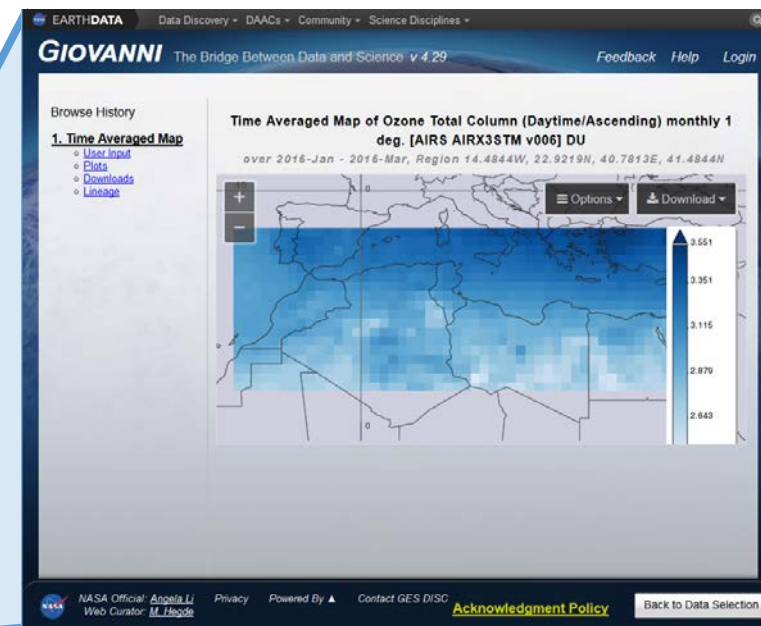 EARTHDATA Data Discovery DAACs Community Science Disciplines
GIOVANNI The Bridge Between Data and Science v 4.29 Feedback Help Login
Browse History
1. Time Averaged Map
User Input
Plots
Downloads
Lineage
Time Averaged Map of Ozone Total Column (Daytime/Ascending) monthly 1
deg. [AIRS AIRX3STM v006] DU
over 2016-Jan - 2016-Mar, Region 14.4844W, 22.9219N, 40.7813E, 41.4844N
+
−
0
Options Download
3.551
3.351
3.115
2.879
2.643
0
NASA Official: Angela Li Privacy Powered By ▲ Contact GES DISC
Web Curator: M. Hegde
Acknowledgment Policy
Back to Data Selection